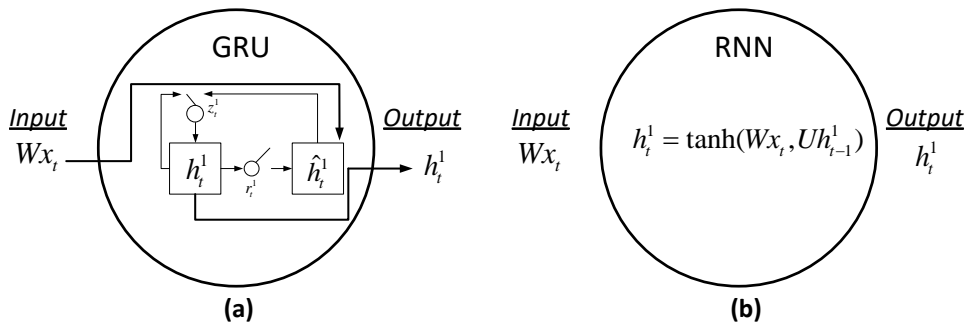 GRU
Input
Wx_t
z_t^1
h_t^1
r_t^1
ĥ_t^1
Output
h_t^1
(a)
RNN
Input
Wx_t
h_t^1 = tanh(Wx_t, Uh_{t-1}^1)
Output
h_t^1
(b)